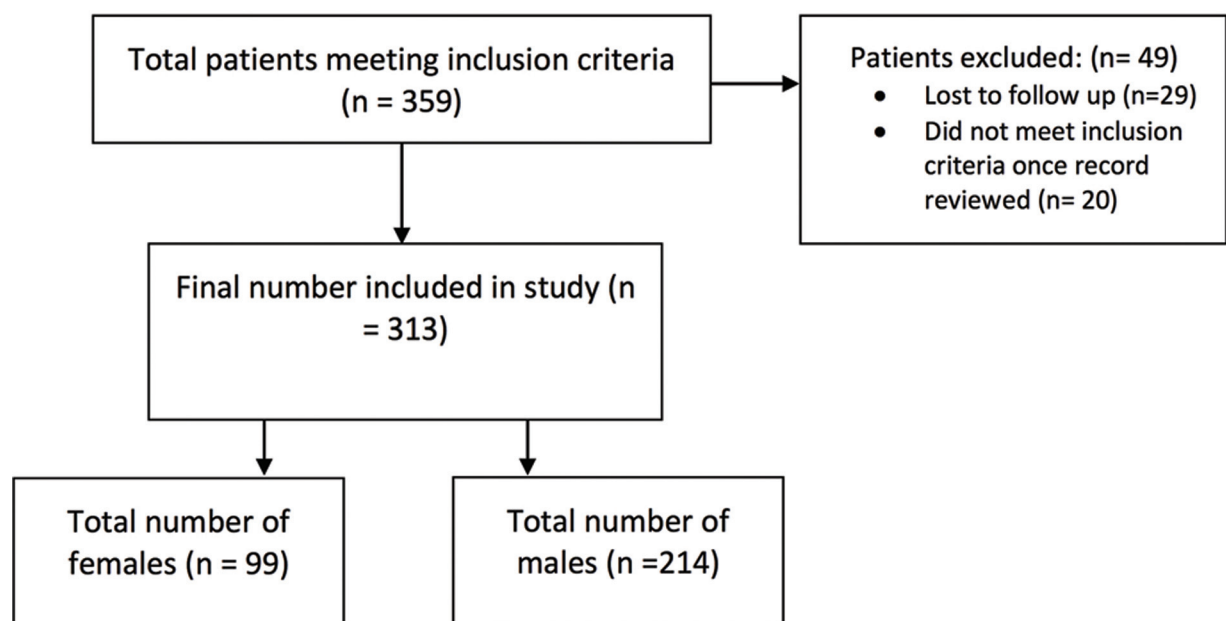 Total patients meeting inclusion criteria
(n = 359)
Patients excluded: (n= 49)
• Lost to follow up (n=29)
• Did not meet inclusion
criteria once record
reviewed (n= 20)
Final number included in study (n
= 313)
Total number of
females (n = 99)
Total number of
males (n =214)